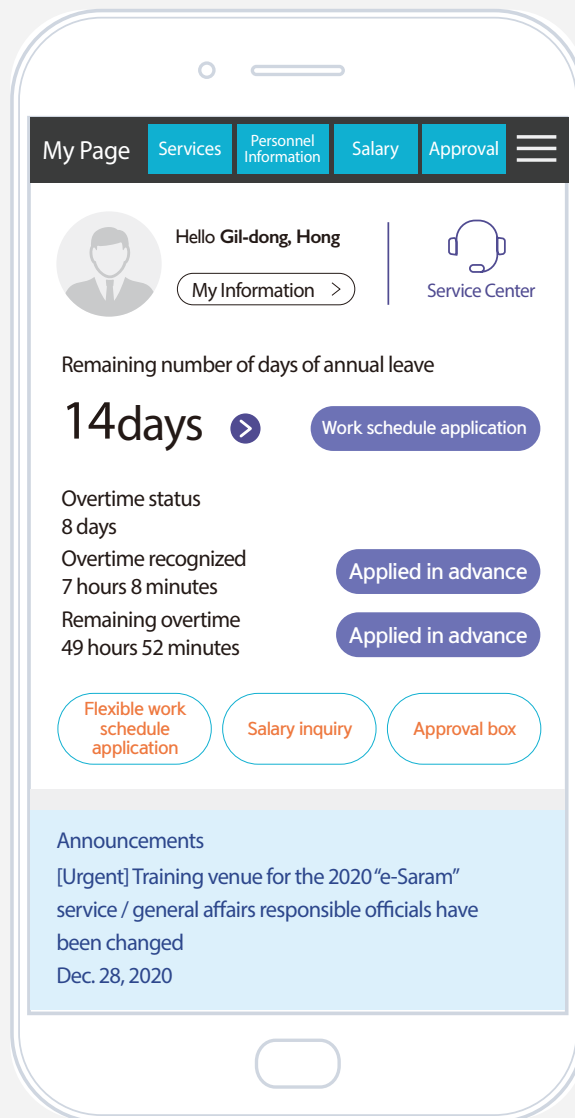 My Page
Services
Personnel
Information
Salary
Approval
Hello Gil-dong, Hong
My Information >
Service Center
Remaining number of days of annual leave
14days
Work schedule application
Overtime status
8 days
Overtime recognized
7 hours 8 minutes
Applied in advance
Remaining overtime
49 hours 52 minutes
Applied in advance
Flexible work
schedule
application
Salary inquiry
Approval box
Announcements
[Urgent] Training venue for the 2020 “e-Saram”
service / general affairs responsible officials have
been changed
Dec. 28, 2020